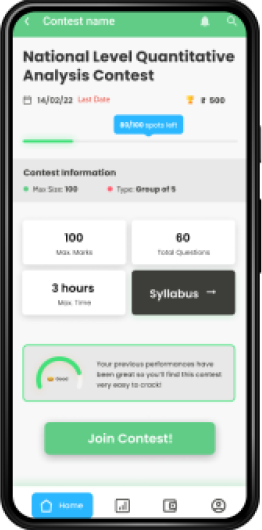 Contest name
National Level Quantitative
Analysis Contest
14/02/22 Last Date ₹ 500
80/100 spots left
Contest Information
Max Size: 100 Type: Group of 5
100 60
Max. Marks Total Questions
3 hours Syllabus →
Max. Time
Good
Your previous performances have
been great so you'll find this contest
very easy to crack!
Join Contest!
Home